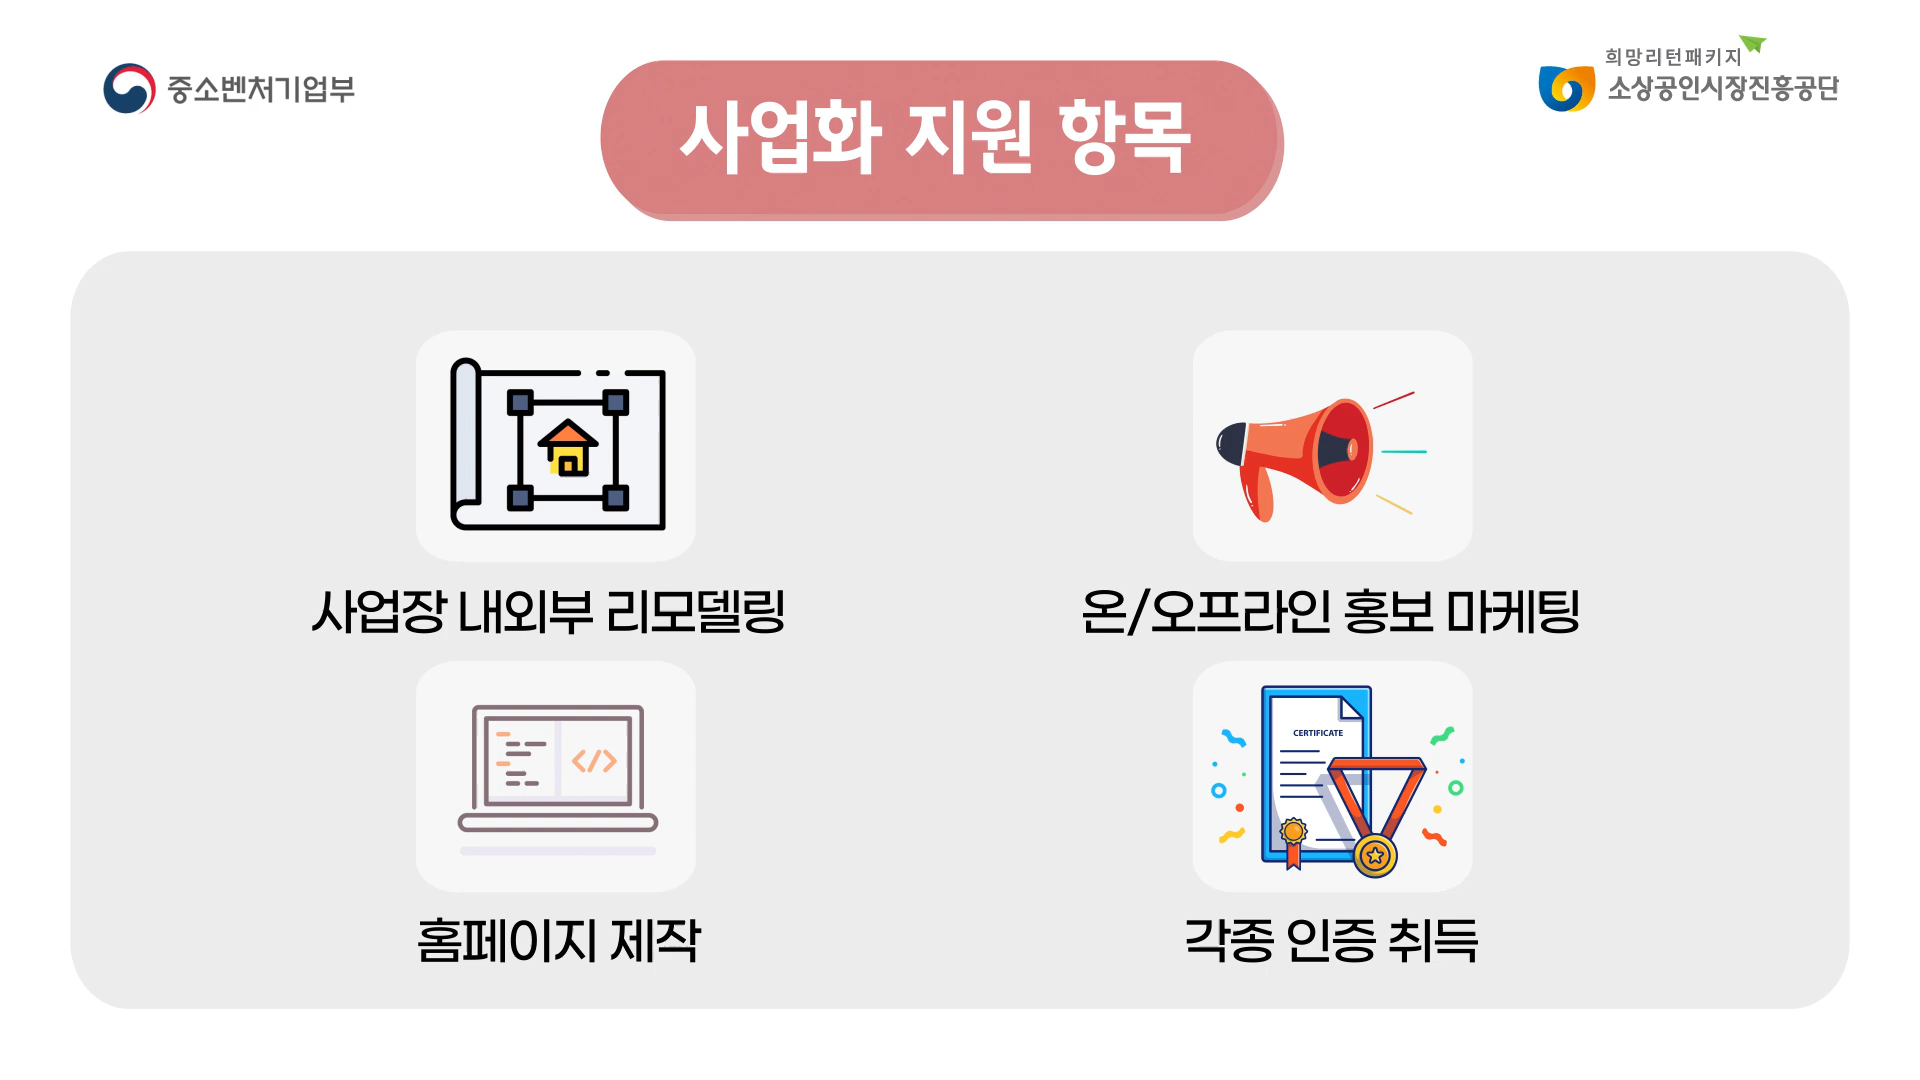 중소벤처기업부
사업화 지원 항목
희망리턴패키지
소상공인시장진흥공단
사업장 내외부 리모델링
온/오프라인 홍보 마케팅
</>
CERTIFICATE
홈페이지 제작
각종 인증 취득